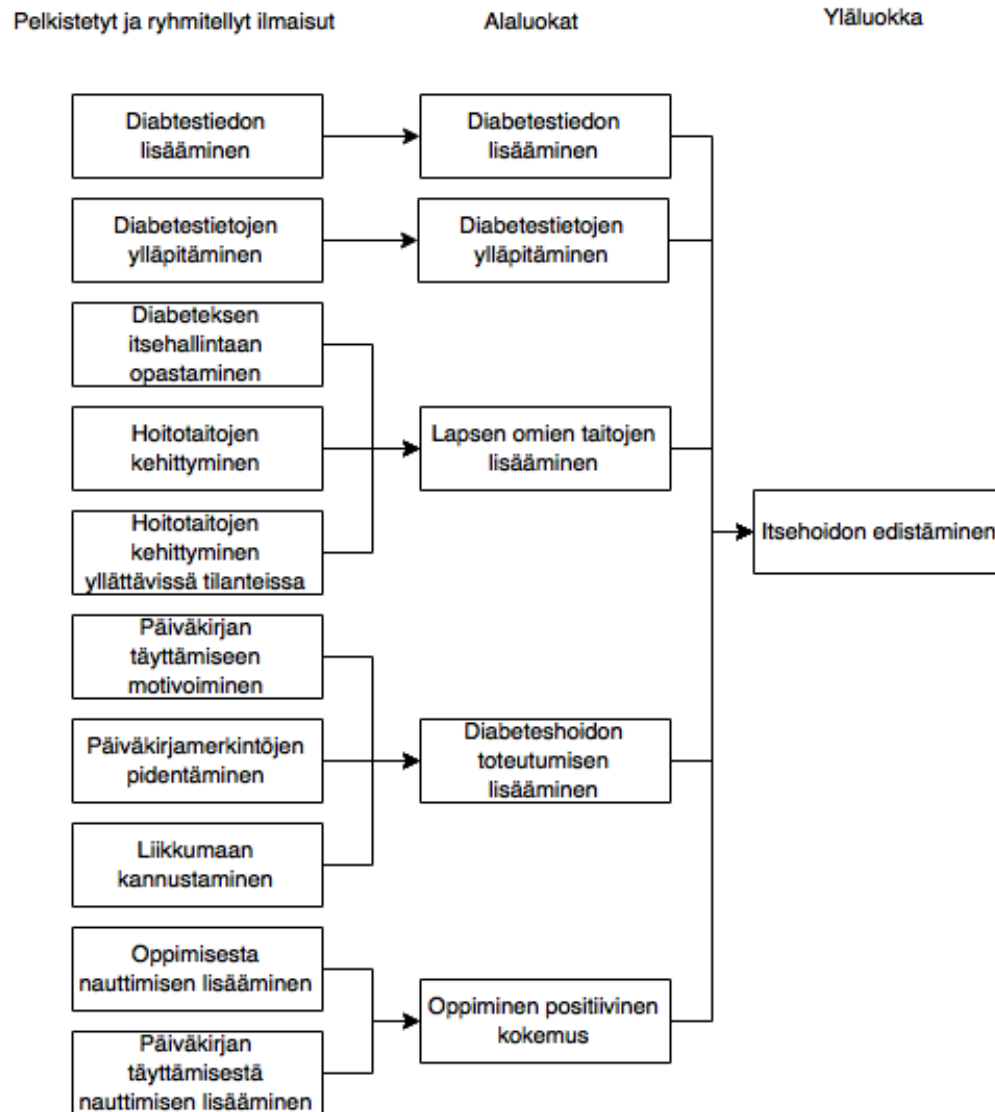 Pelkistetyt ja ryhmitellyt ilmaisut
Alaluokat
Yläluokka
Diabtestiedon
lisääminen
Diabetestiedon
lisääminen
Diabetestietojen
ylläpitäminen
Diabetestietojen
ylläpitäminen
Diabeteksen
itsehallintaan
opastaminen
Hoitotaitojen
kehittyminen
Lapsen omien taitojen
lisääminen
Hoitotaitojen
kehittyminen
yllättävissä tilanteissa
Itsehoidon edistäminen
Päiväkirjan
täyttämiseen
motivoiminen
Päiväkirjamerkintöjen
pidentäminen
Diabeteshoidon
toteutumisen
lisääminen
Liikkumaan
kannustaminen
Oppimisesta
nauttimisen lisääminen
Oppiminen positiivinen
kokemus
Päiväkirjan
täyttämisestä
nauttimisen lisääminen